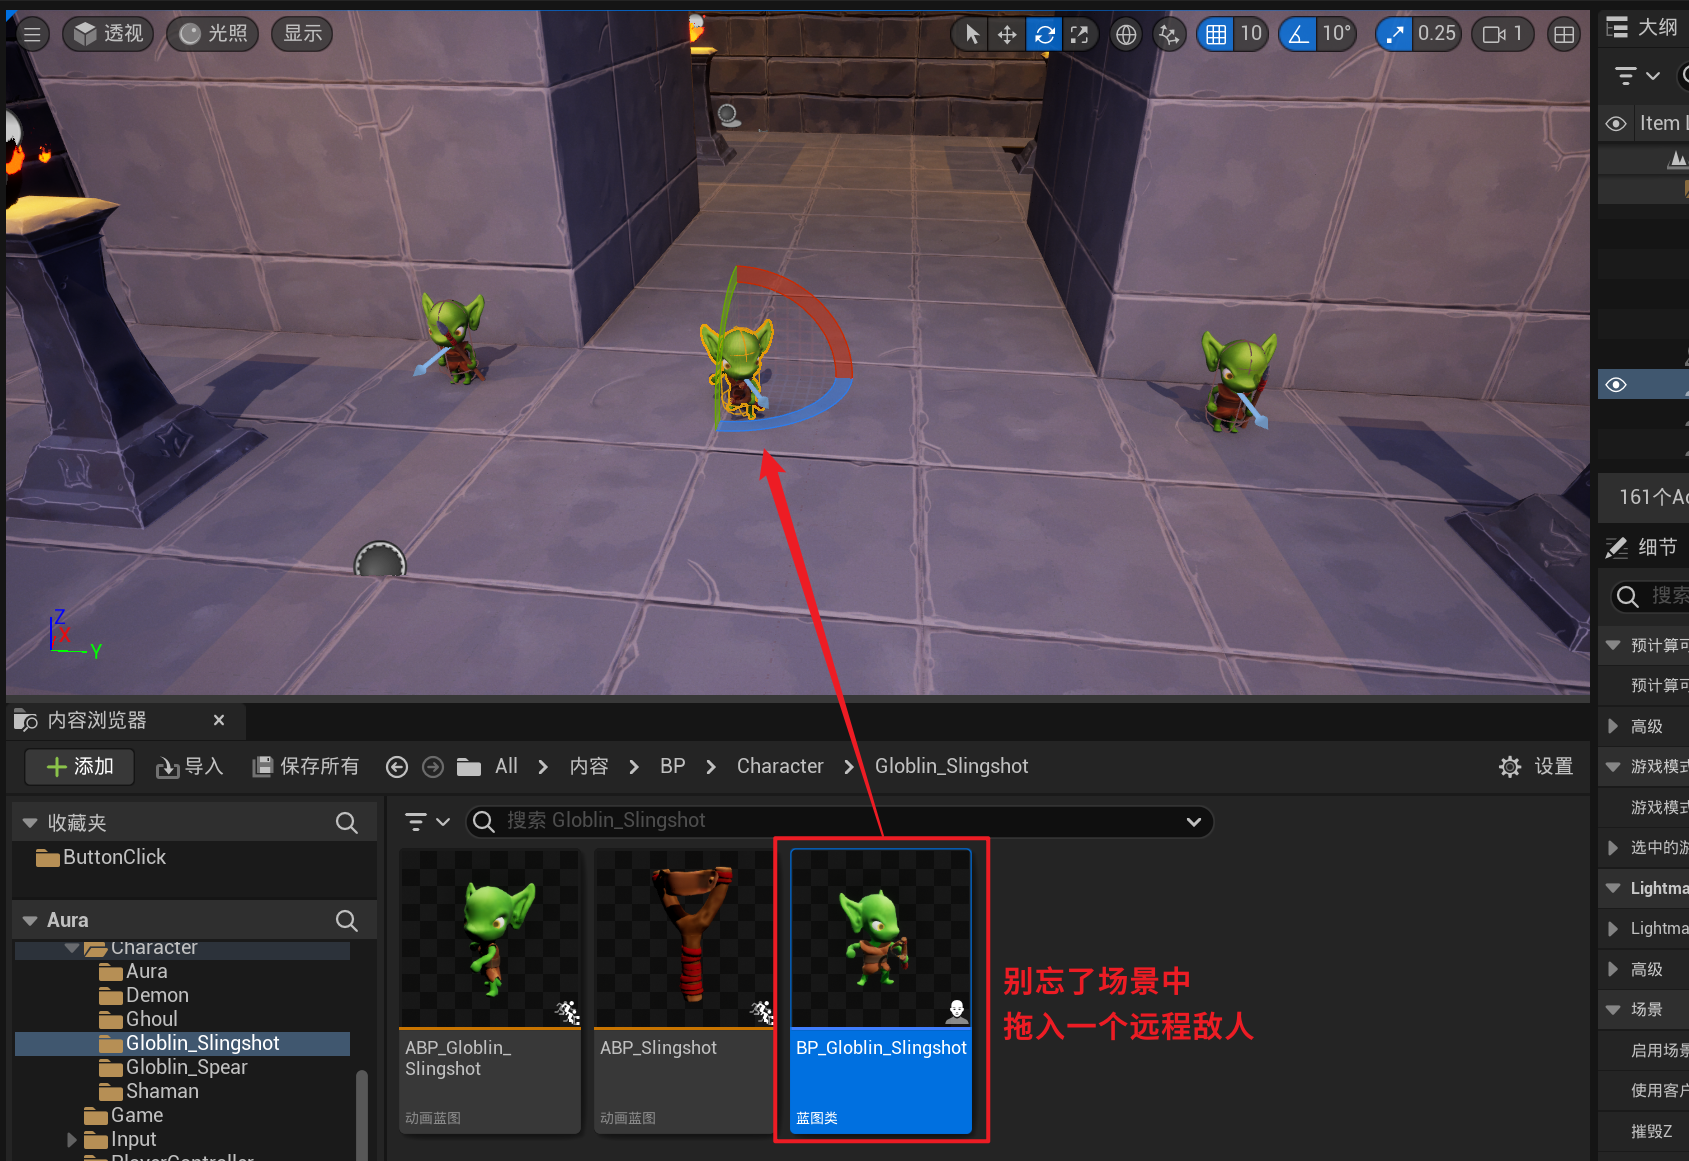 透视
光照
显示
10
10°
0.25
1
大纲
Item
161个
细节
搜索
预计算
预计算
高级
游戏模式
游戏模式
选中的
Lightma
Lightma
高级
场景
启用场
使用客
摧毁Z
Z
X
Y
内容浏览器
添加
导入
保存所有
All
内容
BP
Character
Globlin_Slingshot
设置
收藏夹
ButtonClick
Aura
Character
Aura
Demon
Ghoul
Globlin_Slingshot
Globlin_Spear
Shaman
Game
Input
PlayerController
搜索 Globlin_Slingshot
ABP_Globlin_
Slingshot
动画蓝图
ABP_Slingshot
动画蓝图
BP_Globlin_Slingshot
蓝图类
别忘了场景中
拖入一个远程敌人